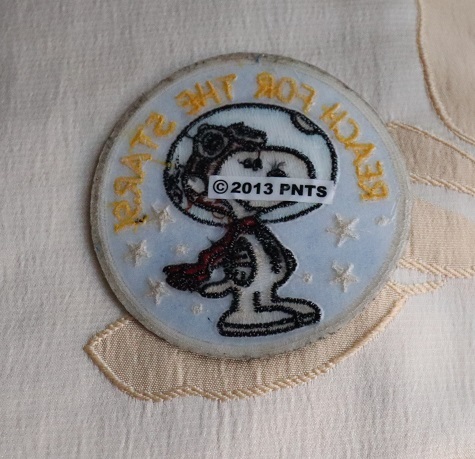 REACH FOR THE STARS!
© 2013 PNTS